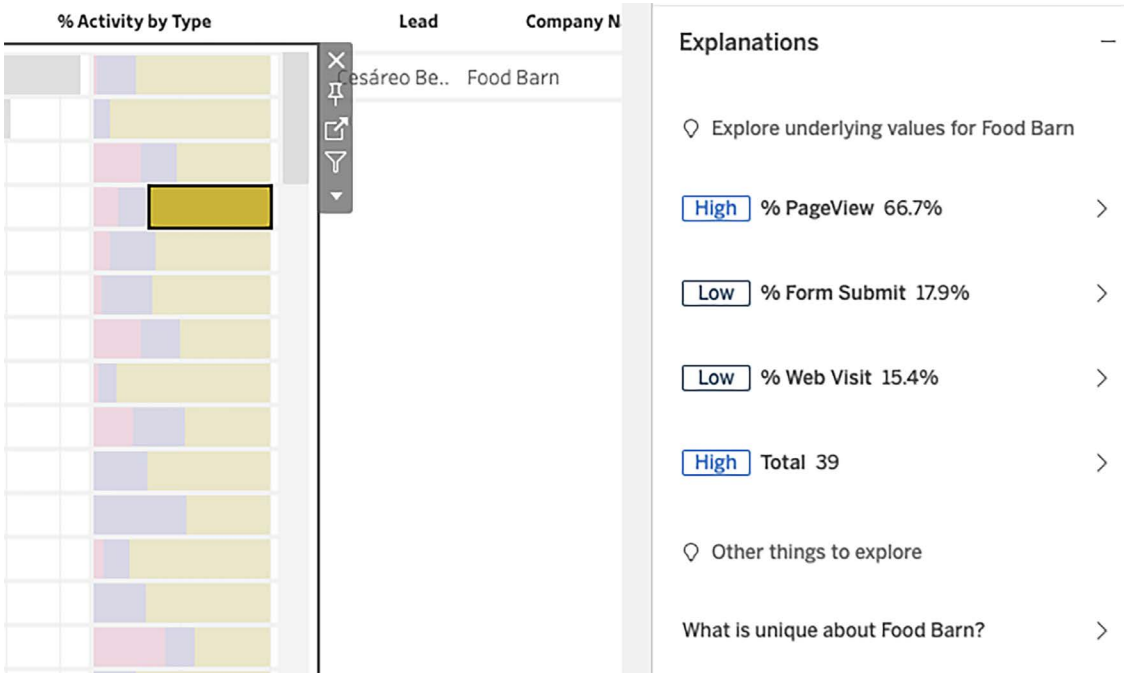 % Activity by Type
Lead
Company N
esáreo Be.. Food Barn
Explanations
Explore underlying values for Food Barn
High % PageView 66.7%
Low % Form Submit 17.9%
Low % Web Visit 15.4%
High Total 39
Other things to explore
What is unique about Food Barn?